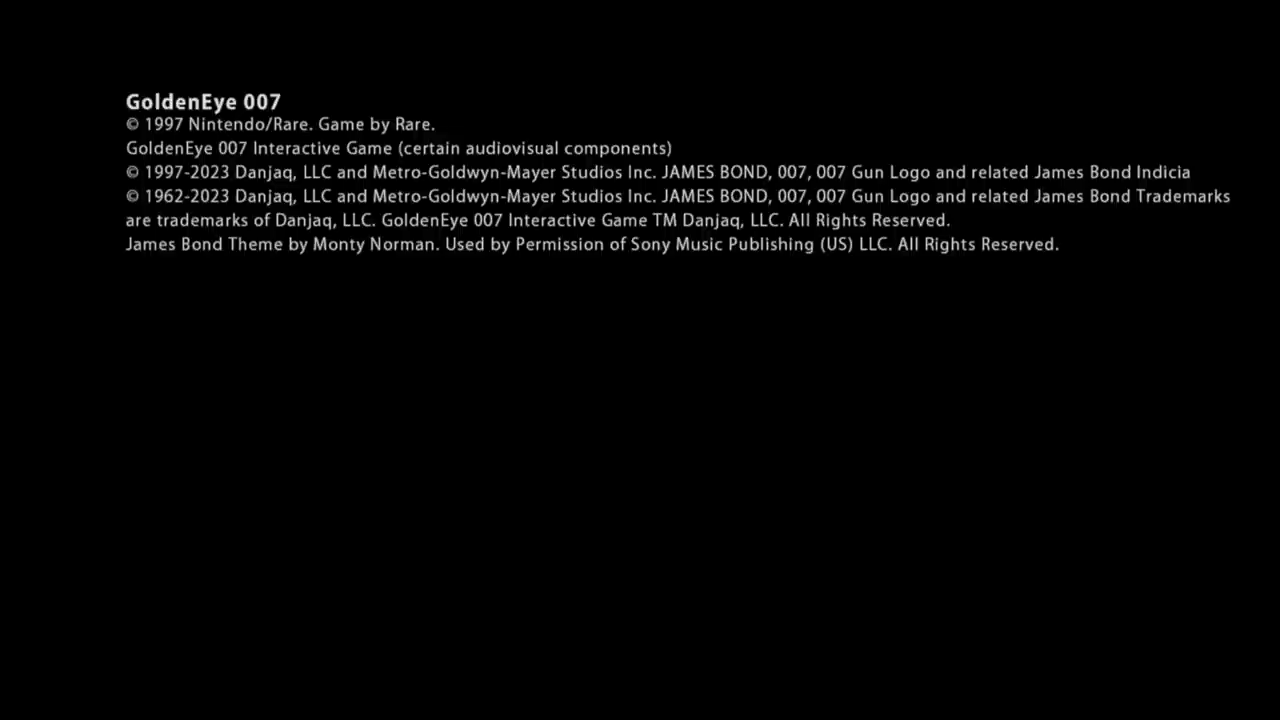 GoldenEye 007
© 1997 Nintendo/Rare. Game by Rare.
GoldenEye 007 Interactive Game (certain audiovisual components)
© 1997-2023 Danjaq, LLC and Metro-Goldwyn-Mayer Studios Inc. JAMES BOND, 007, 007 Gun Logo and related James Bond Indicia
© 1962-2023 Danjaq, LLC and Metro-Goldwyn-Mayer Studios Inc. JAMES BOND, 007, 007 Gun Logo and related James Bond Trademarks
are trademarks of Danjaq, LLC. GoldenEye 007 Interactive Game TM Danjaq, LLC. All Rights Reserved.
James Bond Theme by Monty Norman. Used by Permission of Sony Music Publishing (US) LLC. All Rights Reserved.